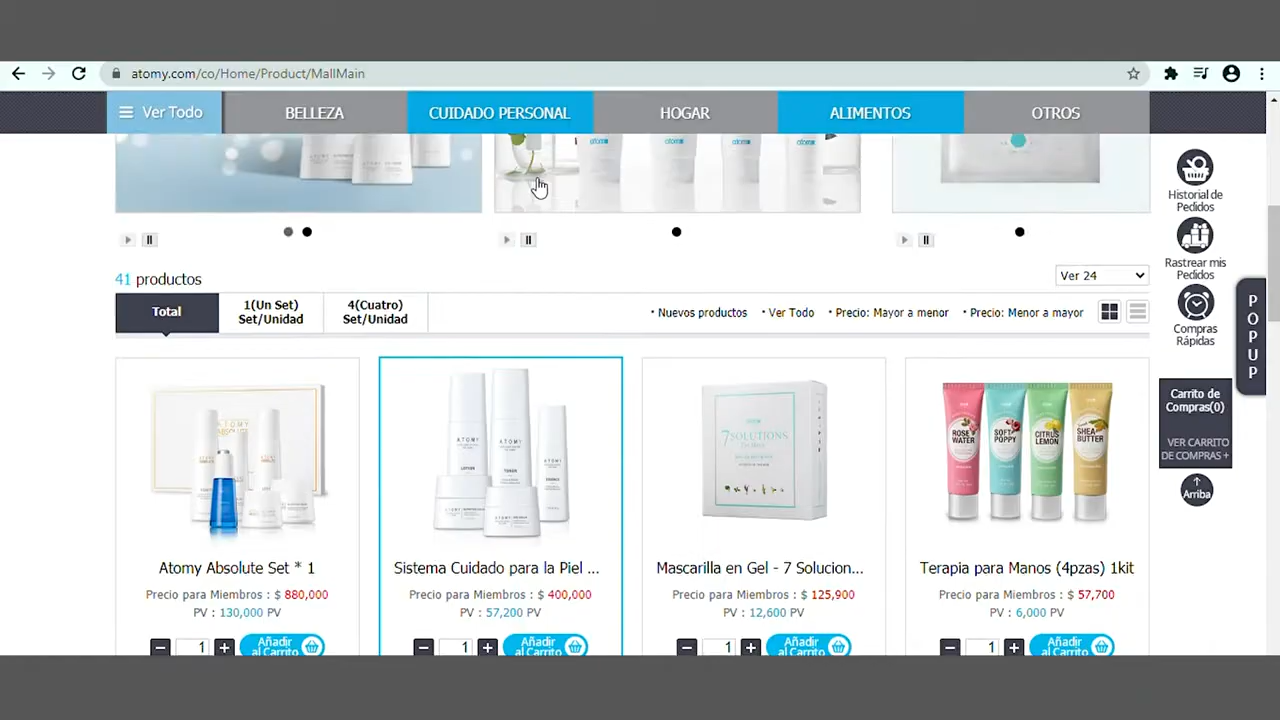 atomy.com/co/Home/Product/MallMain
Ver Todo
BELLEZA
CUIDADO PERSONAL
HOGAR
ALIMENTOS
OTROS
Historial de
Pedidos
Rastrear mis
Pedidos
Compras
Rápidas
POPUP
Carrito de
Compras(0)
VER CARRITO
DE COMPRAS +
Arriba
41 productos
Ver 24
Total
1(Un Set)
Set/Unidad
4(Cuatro)
Set/Unidad
· Nuevos productos
· Ver Todo
· Precio: Mayor a menor
· Precio: Menor a mayor
ATOMY
LOTION
ATOMY
TONER
7SOLUTIONS
ROSE
WATER
SOFT
POPPY
CITRUS
LEMON
SHEA
BUTTER
Atomy Absolute Set * 1
Precio para Miembros : $ 880,000
PV : 130,000 PV
1
Añadir
al Carrito
Sistema Cuidado para la Piel ...
Precio para Miembros : $ 400,000
PV : 57,200 PV
1
Añadir
al Carrito
Mascarilla en Gel - 7 Solucion...
Precio para Miembros : $ 125,900
PV : 12,600 PV
1
Añadir
al Carrito
Terapia para Manos (4pzas) 1kit
Precio para Miembros : $ 57,700
PV : 6,000 PV
1
Añadir
al Carrito